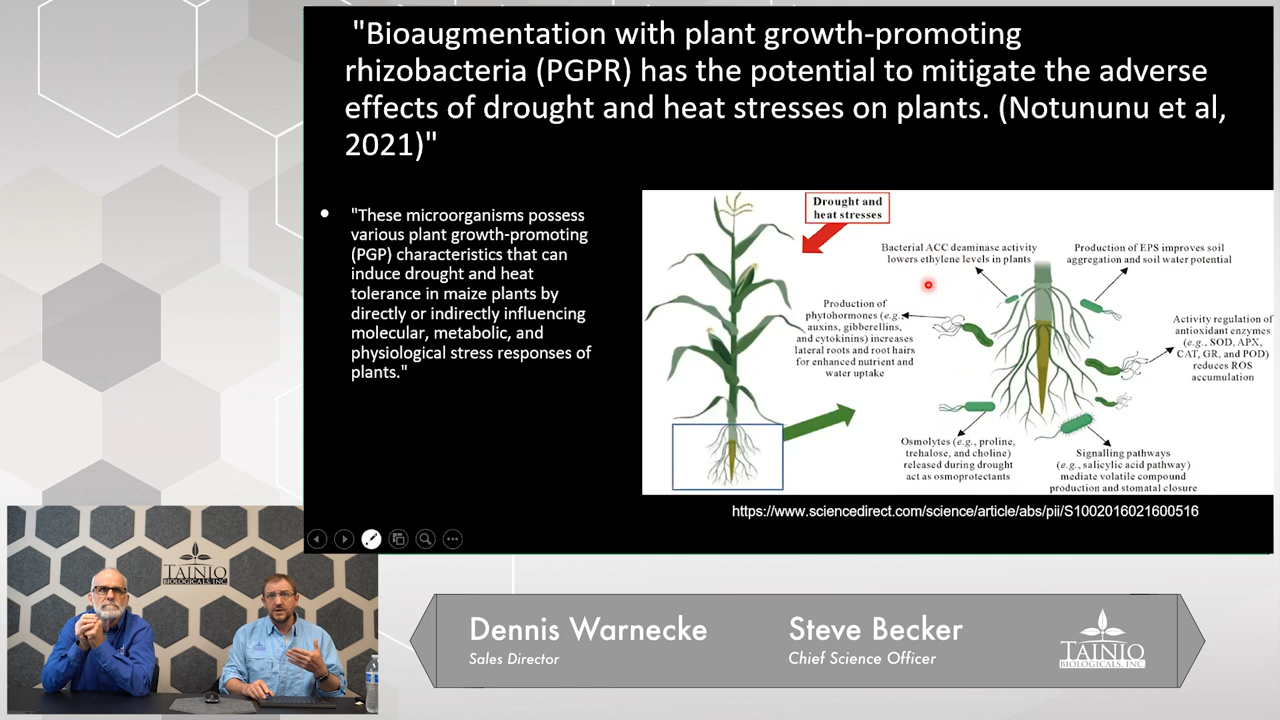 "Bioaugmentation with plant growth-promoting
rhizobacteria (PGPR) has the potential to mitigate the adverse
effects of drought and heat stresses on plants. (Notununu et al,
2021)"
• "These microorganisms possess
various plant growth-promoting
(PGP) characteristics that can
induce drought and heat
tolerance in maize plants by
directly or indirectly influencing
molecular, metabolic, and
physiological stress responses of
plants."
Drought and
heat stresses
Bacterial ACC deaminase activity
lowers ethylene levels in plants
Production of EPS improves soil
aggregation and soil water potential
Production of
phytohormones (e.g.,
auxins, gibberellins,
and cytokinins) increases
lateral roots and root hairs
for enhanced nutrient and
water uptake
Activity regulation of
antioxidant enzymes
(e.g., SOD, APX,
CAT, GR, and POD)
reduces ROS
accumulation
Osmolytes (e.g., proline,
trehalose, and choline)
released during drought
act as osmoprotectants
Signalling pathways
(e.g., salicylic acid pathway)
mediate volatile compound
production and stomatal closure
https://www.sciencedirect.com/science/article/abs/pii/S1002016021600516
TAINIO
BIOLOGICALS, INC
Dennis Warnecke
Sales Director
Steve Becker
Chief Science Officer
TAINIO
BIOLOGICALS, INC